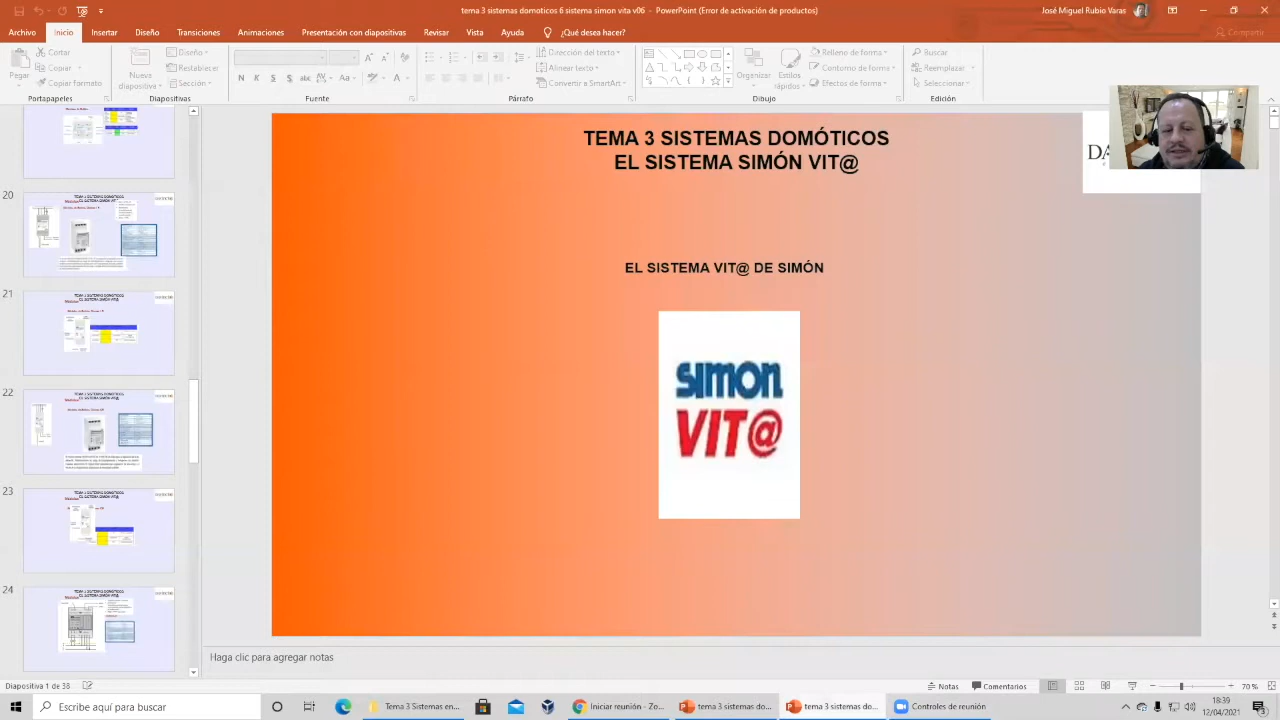 tema 3 sistemas domoticos 6 sistema simon vita v06 - PowerPoint (Error de activación de productos)
José Miguel Rubio Varas
Archivo Inicio Insertar Diseño Transiciones Animaciones Presentación con diapositivas Revisar Vista Ayuda ¿Qué desea hacer?
Compartir
Pegar
Cortar
Copiar
Copiar formato
Portapapeles
Nueva diapositiva
Diseño
Restablecer
Sección
Diapositivas
N K S S abc AV Aa A
Fuente
Dirección del texto
Alinear texto
Convertir a SmartArt
Párrafo
Organizar
Estilos rápidos
Relleno de forma
Contorno de forma
Efectos de forma
Dibujo
Buscar
Reemplazar
Seleccionar
Edición
20
22
23
24
TEMA 3 SISTEMAS DOMÓTICOS
EL SISTEMA SIMÓN VIT@
DA
EL SISTEMA VIT@ DE SIMÓN
simon
VIT@
Haga clic para agregar notas
Diapositiva 1 de 38
Notas
Comentarios
70 %
Escribe aquí para buscar
Tema 3 Sistemas en...
Iniciar reunión - Zo...
tema 3 sistemas do...
tema 3 sistemas do...
Controles de reunión
18:39
12/04/2021